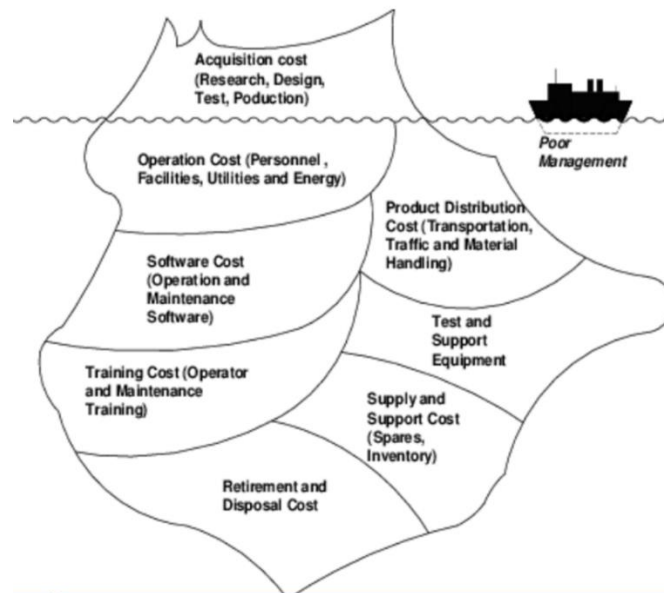 Acquisition cost
(Research, Design,
Test, Poduction)
Poor
Management
Operation Cost (Personnel ,
Facilities, Utilities and Energy)
Product Distribution
Cost (Transportation,
Traffic and Material
Handling)
Software Cost
(Operation and
Maintenance
Software)
Test and
Support
Equipment
Training Cost (Operator
and Maintenance
Training)
Supply and
Support Cost
(Spares,
Inventory)
Retirement and
Disposal Cost